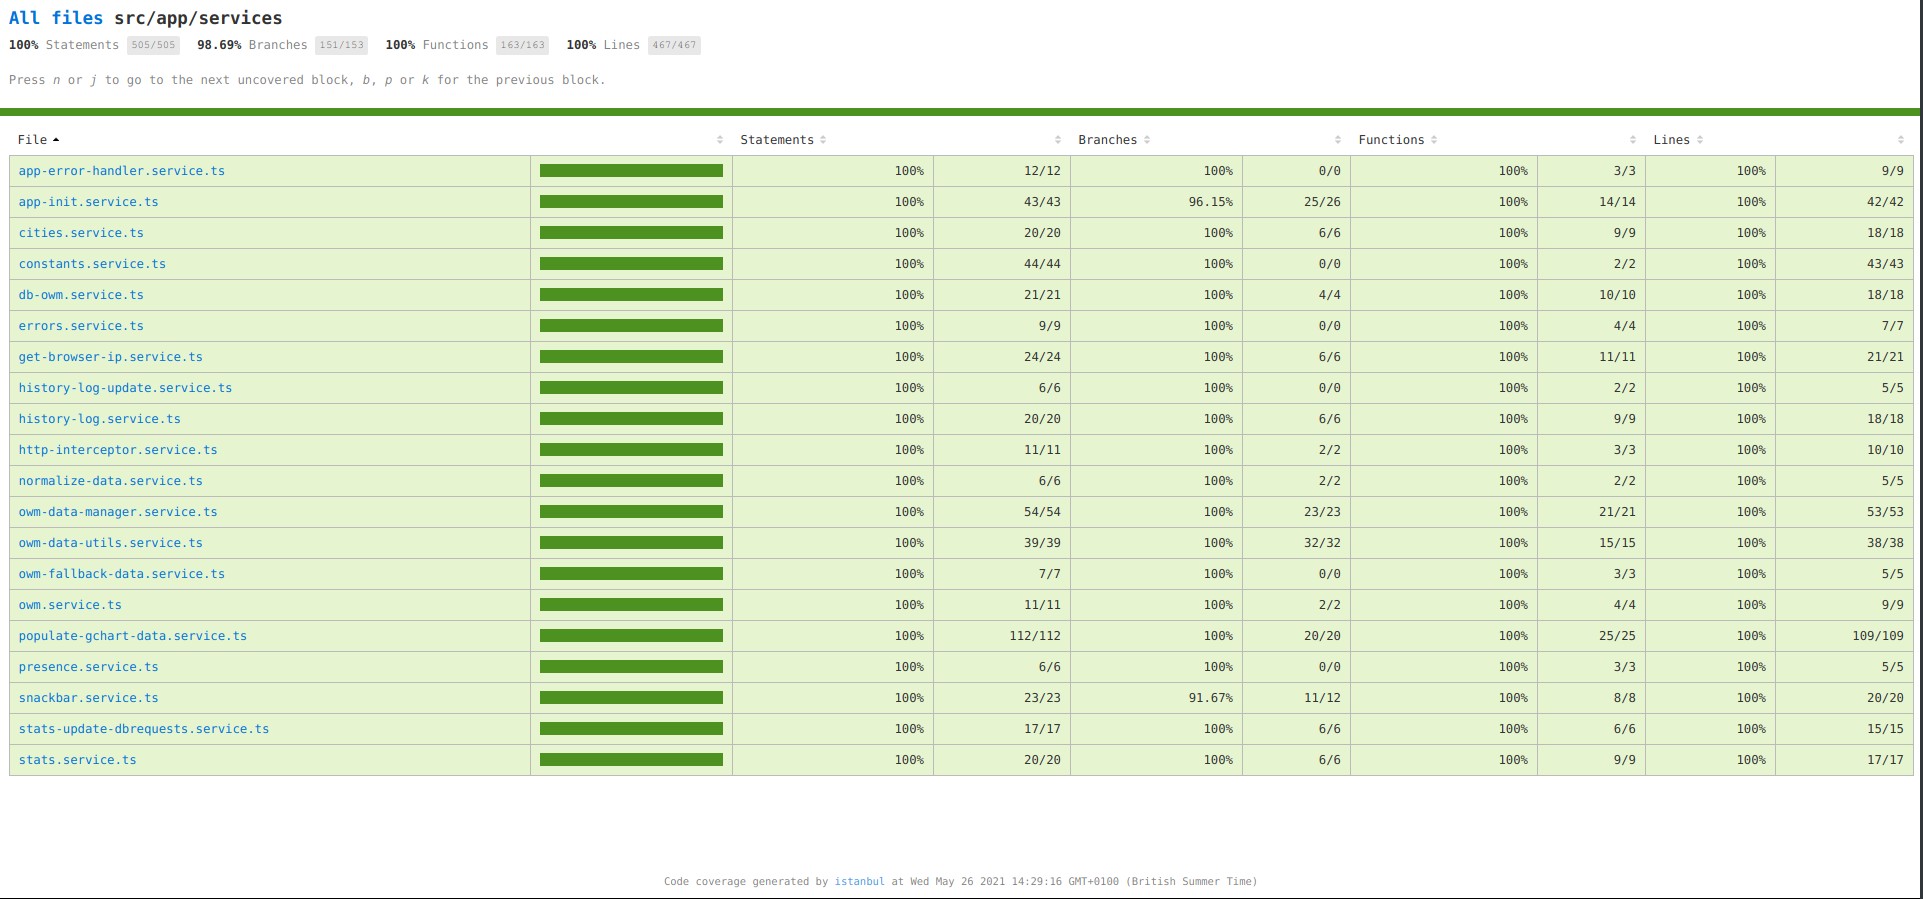 All files src/app/services
100% Statements 505/505 98.69% Branches 151/153 100% Functions 163/163 100% Lines 467/467
Press n or j to go to the next uncovered block, b, p or k for the previous block.
File Statements Branches Functions Lines
app-error-handler.service.ts 100% 12/12 100% 0/0 100% 3/3 100% 9/9
app-init.service.ts 100% 43/43 96.15% 25/26 100% 14/14 100% 42/42
cities.service.ts 100% 20/20 100% 6/6 100% 9/9 100% 18/18
constants.service.ts 100% 44/44 100% 0/0 100% 2/2 100% 43/43
db-owm.service.ts 100% 21/21 100% 4/4 100% 10/10 100% 18/18
errors.service.ts 100% 9/9 100% 0/0 100% 4/4 100% 7/7
get-browser-ip.service.ts 100% 24/24 100% 6/6 100% 11/11 100% 21/21
history-log-update.service.ts 100% 6/6 100% 0/0 100% 2/2 100% 5/5
history-log.service.ts 100% 20/20 100% 6/6 100% 9/9 100% 18/18
http-interceptor.service.ts 100% 11/11 100% 2/2 100% 3/3 100% 10/10
normalize-data.service.ts 100% 6/6 100% 2/2 100% 2/2 100% 5/5
owm-data-manager.service.ts 100% 54/54 100% 23/23 100% 21/21 100% 53/53
owm-data-utils.service.ts 100% 39/39 100% 32/32 100% 15/15 100% 38/38
owm-fallback-data.service.ts 100% 7/7 100% 0/0 100% 3/3 100% 5/5
owm.service.ts 100% 11/11 100% 2/2 100% 4/4 100% 9/9
populate-gchart-data.service.ts 100% 112/112 100% 20/20 100% 25/25 100% 109/109
presence.service.ts 100% 6/6 100% 0/0 100% 3/3 100% 5/5
snackbar.service.ts 100% 23/23 91.67% 11/12 100% 8/8 100% 20/20
stats-update-dbrequests.service.ts 100% 17/17 100% 6/6 100% 6/6 100% 15/15
stats.service.ts 100% 20/20 100% 6/6 100% 9/9 100% 17/17
Code coverage generated by istanbul at Wed May 26 2021 14:29:16 GMT+0100 (British Summer Time)